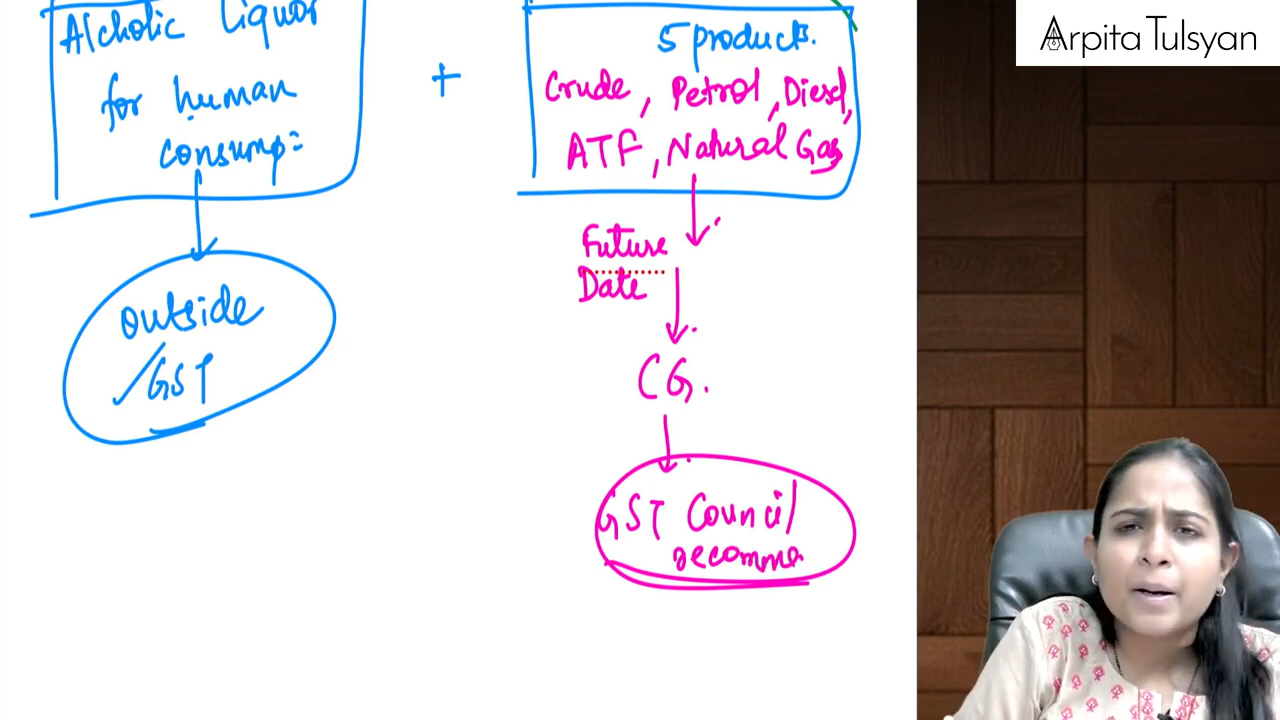 Alcholic Liquor
for human
consump=
+
5 products.
Crude, Petrol, Diesel,
ATF, Natural Gas
Future
Date
CG.
GST Council
recomme
outside
/GST
Arpita Tulsyan